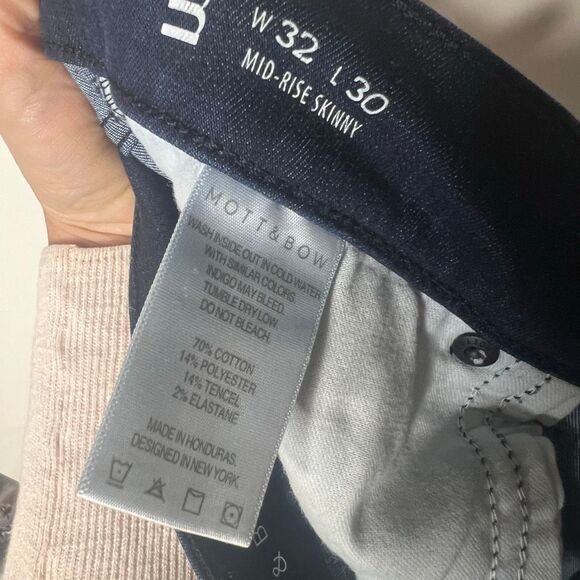 W 32 L 30
MID-RISE SKINNY
MOTT & BOW
WASH INSIDE OUT IN COLD WATER
WITH SIMILAR COLORS.
INDIGO MAY BLEED.
TUMBLE DRY LOW.
DO NOT BLEACH.
70% COTTON
14% POLYESTER
14% TENCEL
2% ELASTANE
MADE IN HONDURAS.
DESIGNED IN NEW YORK.
B
&